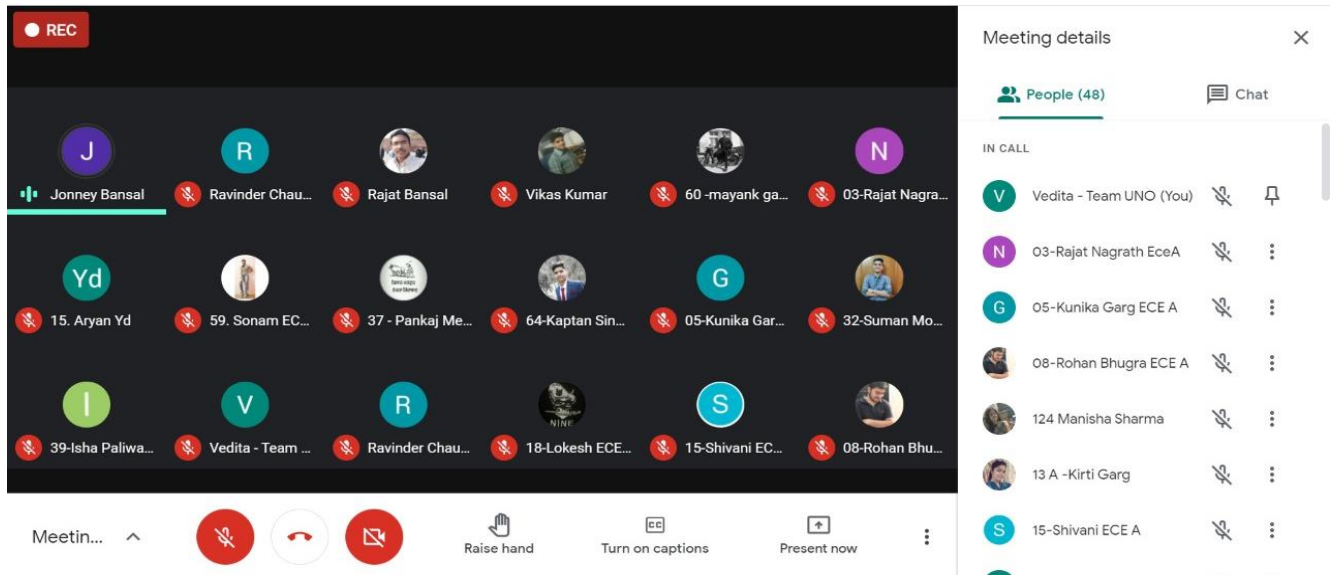 REC
Jonney Bansal
Ravinder Chau...
Rajat Bansal
Vikas Kumar
60 -mayank ga...
03-Rajat Nagra...
15. Aryan Yd
59. Sonam EC...
37 - Pankaj Me...
64-Kaptan Sin...
05-Kunika Gar...
32-Suman Mo...
39-Isha Paliwa...
Vedita - Team ...
Ravinder Chau...
18-Lokesh ECE...
15-Shivani EC...
08-Rohan Bhu...
J
R
N
Yd
G
I
V
R
NINE
S
Meetin...
Raise hand
CC
Turn on captions
Present now
Meeting details
People (48)
Chat
IN CALL
V
Vedita - Team UNO (You)
N
03-Rajat Nagrath EceA
G
05-Kunika Garg ECE A
08-Rohan Bhugra ECE A
124 Manisha Sharma
13 A -Kirti Garg
S
15-Shivani ECE A